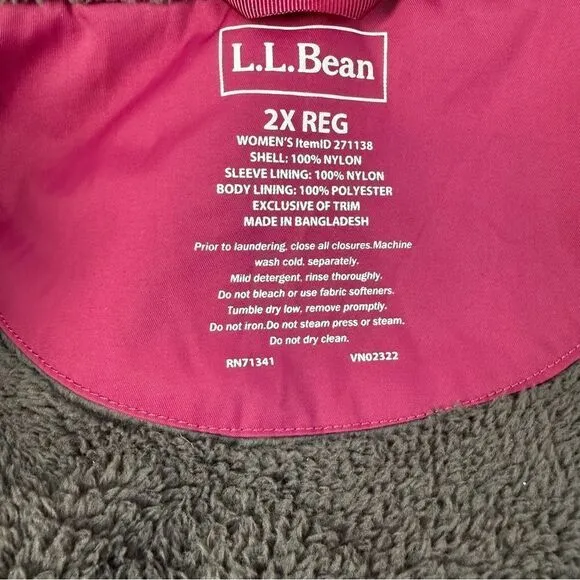 L.L.Bean
2X REG
WOMEN'S ItemID 271138
SHELL: 100% NYLON
SLEEVE LINING: 100% NYLON
BODY LINING: 100% POLYESTER
EXCLUSIVE OF TRIM
MADE IN BANGLADESH
Prior to laundering, close all closures.Machine
wash cold, separately.
Mild detergent, rinse thoroughly.
Do not bleach or use fabric softeners.
Tumble dry low, remove promptly.
Do not iron.Do not steam press or steam.
Do not dry clean.
RN71341 VN02322